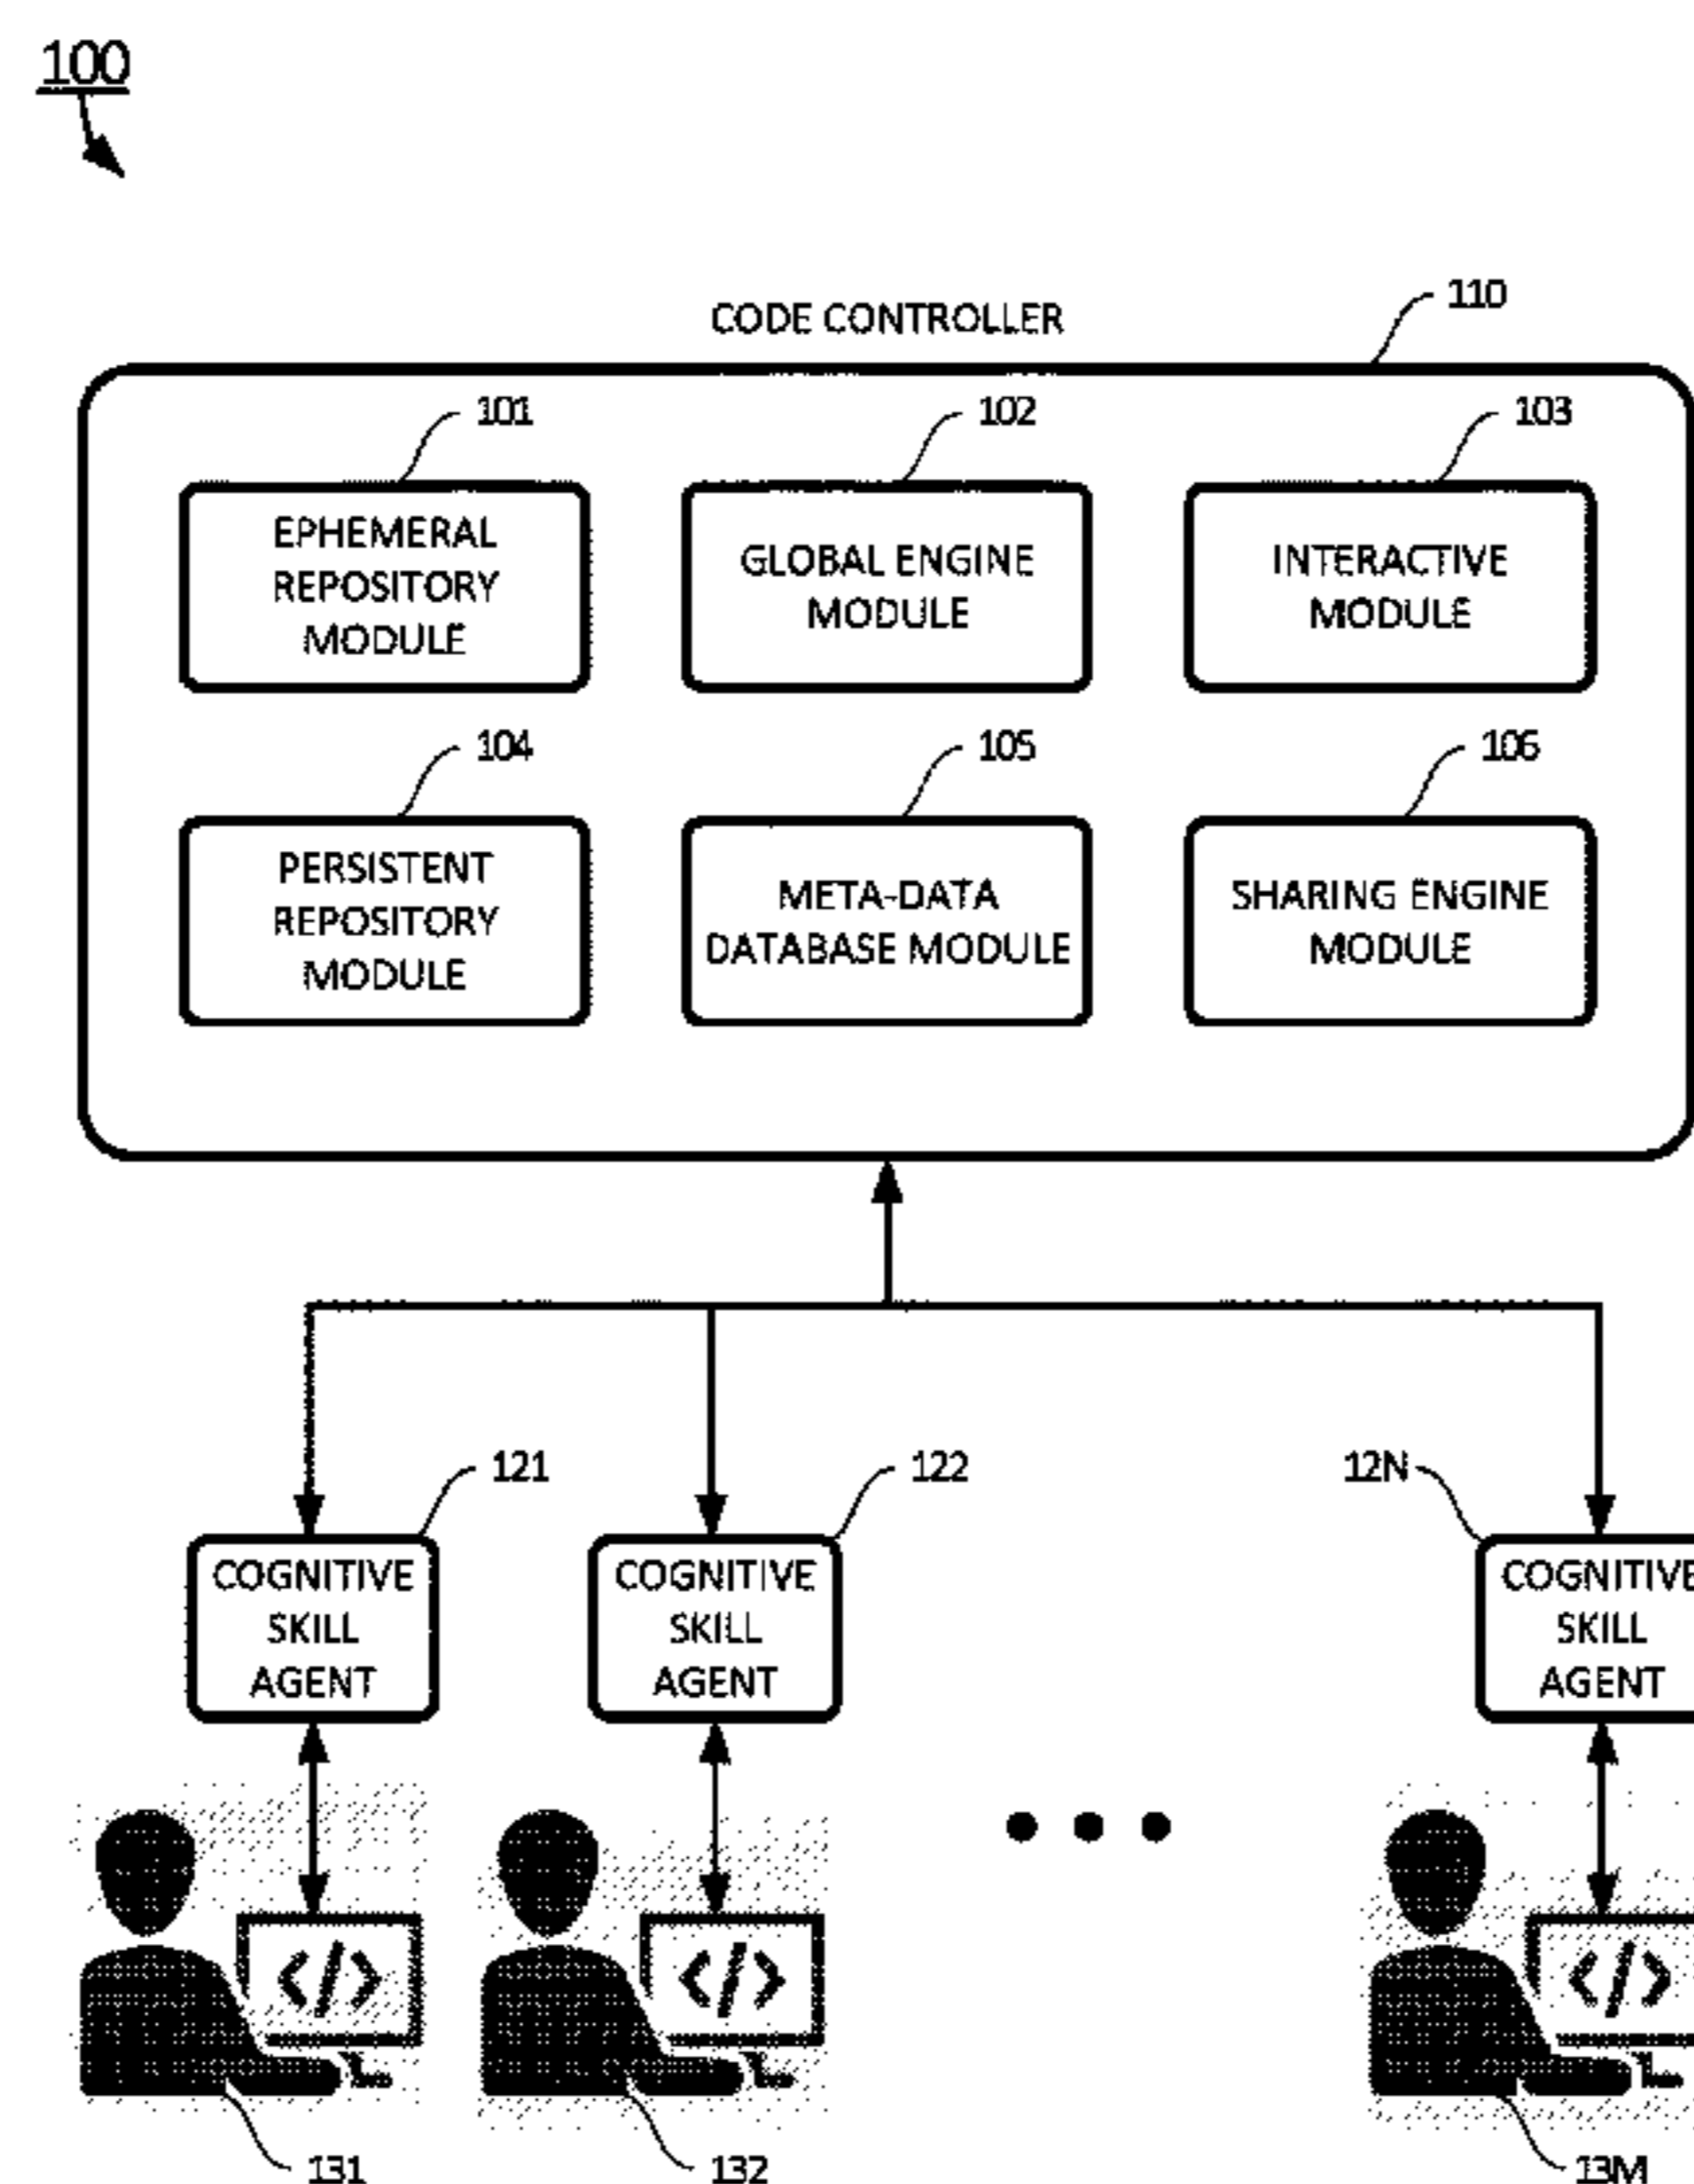 100
CODE CONTROLLER
110
101
102
103
EPHEMERAL
REPOSITORY
MODULE
GLOBAL ENGINE
MODULE
INTERACTIVE
MODULE
104
105
106
PERSISTENT
REPOSITORY
MODULE
META-DATA
DATABASE MODULE
SHARING ENGINE
MODULE
121
122
12N
COGNITIVE
SKILL
AGENT
COGNITIVE
SKILL
AGENT
COGNITIVE
SKILL
AGENT
</>
</>
</>
131
132
13M